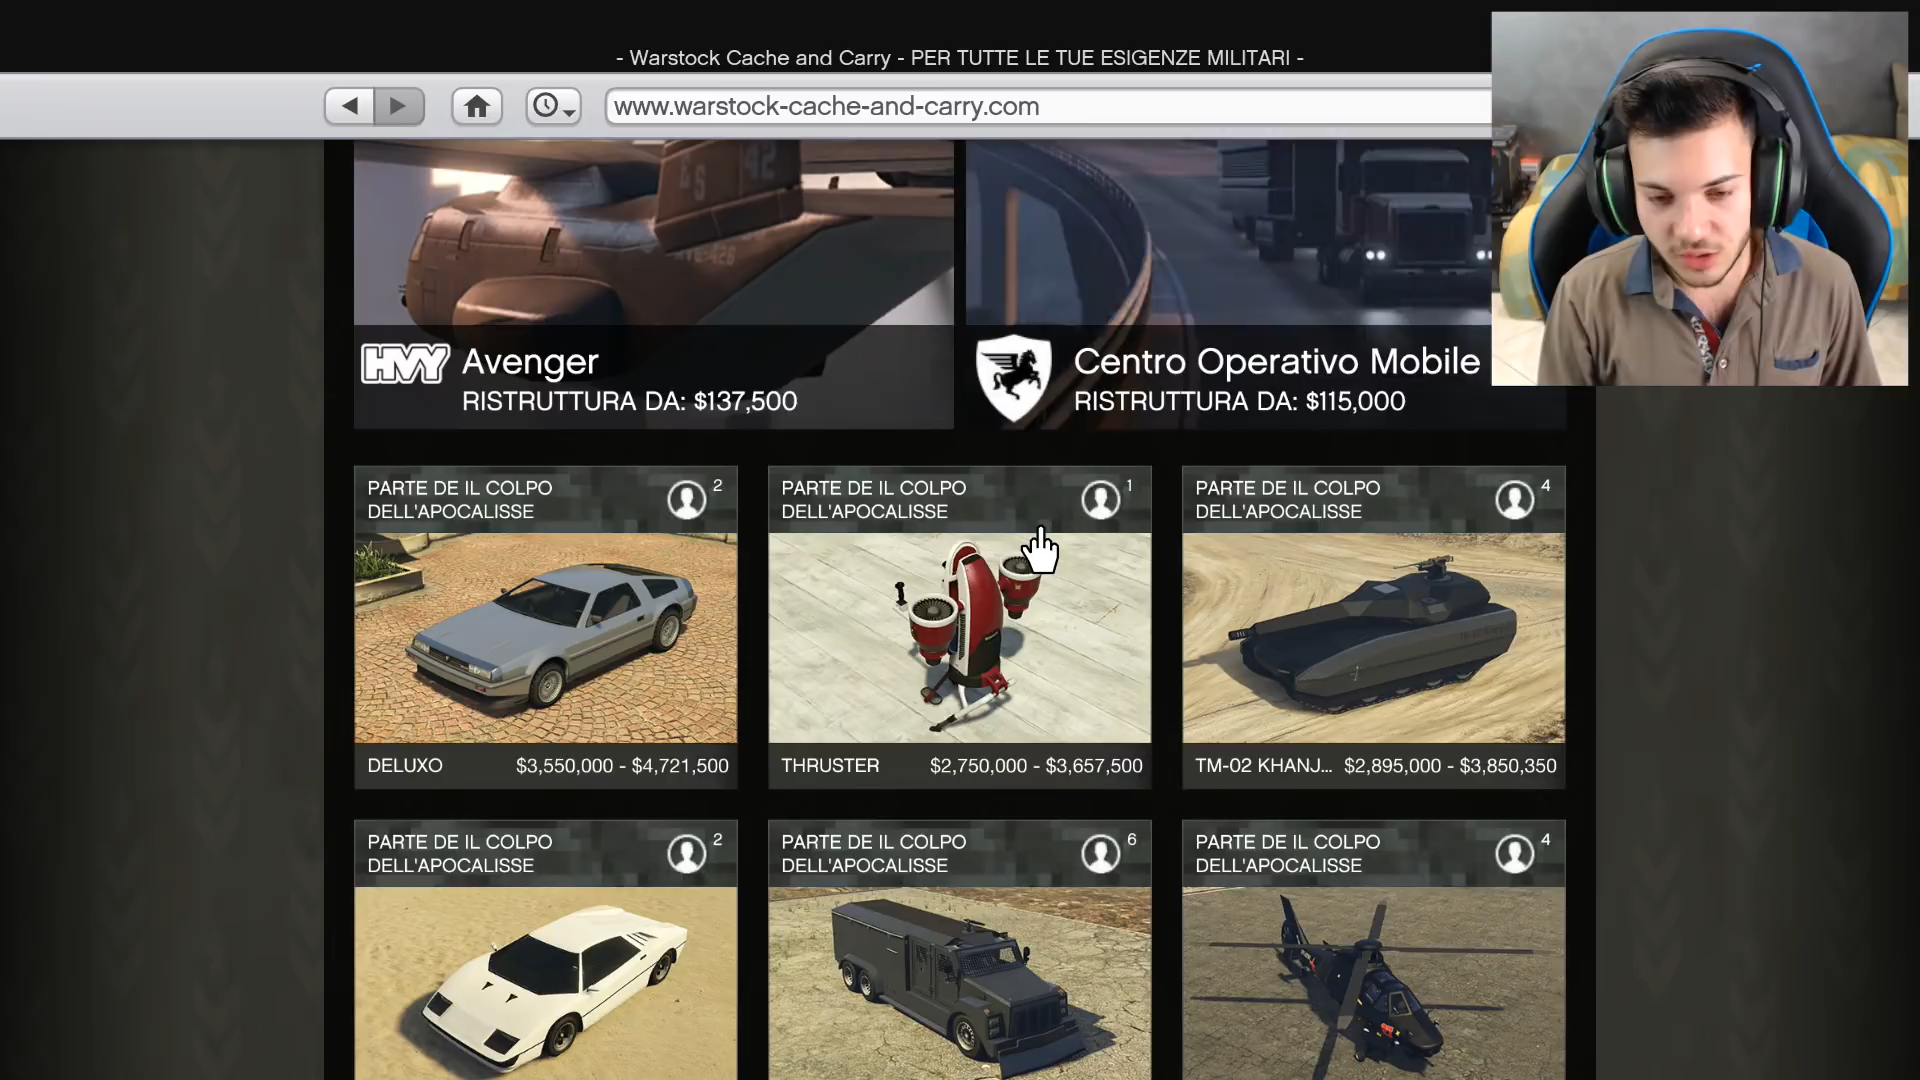 - Warstock Cache and Carry - PER TUTTE LE TUE ESIGENZE MILITARI -
www.warstock-cache-and-carry.com
HVY Avenger
RISTRUTTURA DA: $137,500
Centro Operativo Mobile
RISTRUTTURA DA: $115,000
PARTE DE IL COLPO
DELL'APOCALISSE
2
DELUXO $3,550,000 - $4,721,500
PARTE DE IL COLPO
DELL'APOCALISSE
1
THRUSTER $2,750,000 - $3,657,500
PARTE DE IL COLPO
DELL'APOCALISSE
4
TM-02 KHANJ... $2,895,000 - $3,850,350
PARTE DE IL COLPO
DELL'APOCALISSE
2
PARTE DE IL COLPO
DELL'APOCALISSE
6
PARTE DE IL COLPO
DELL'APOCALISSE
4